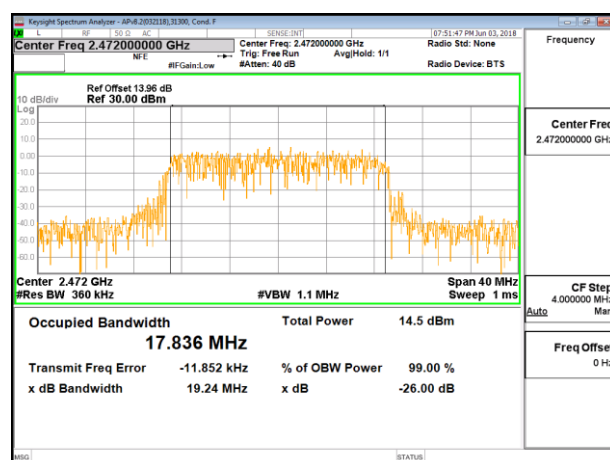 Keysight Spectrum Analyzer - APv8.2(032118),31300, Cond. F
L RF 50 Ω AC SENSE:INT 07:51:47 PM Jun 03, 2018
Center Freq 2.472000000 GHz Center Freq: 2.472000000 GHz Radio Std: None Frequency
NFE Trig: Free Run Avg|Hold: 1/1
#IFGain:Low #Atten: 40 dB Radio Device: BTS
Ref Offset 13.96 dB
10 dB/div Ref 30.00 dBm
Log
20.0
10.0
0.00
-10.0
-20.0
-30.0
-40.0
-50.0
-60.0
Center 2.472 GHz Span 40 MHz
#Res BW 360 kHz #VBW 1.1 MHz Sweep 1 ms
Occupied Bandwidth Total Power 14.5 dBm
17.836 MHz
Transmit Freq Error -11.852 kHz % of OBW Power 99.00 %
x dB Bandwidth 19.24 MHz x dB -26.00 dB
Center Freq
2.472000000 GHz
CF Step
4.000000 MHz
Auto Man
Freq Offset
0 Hz
MSG STATUS